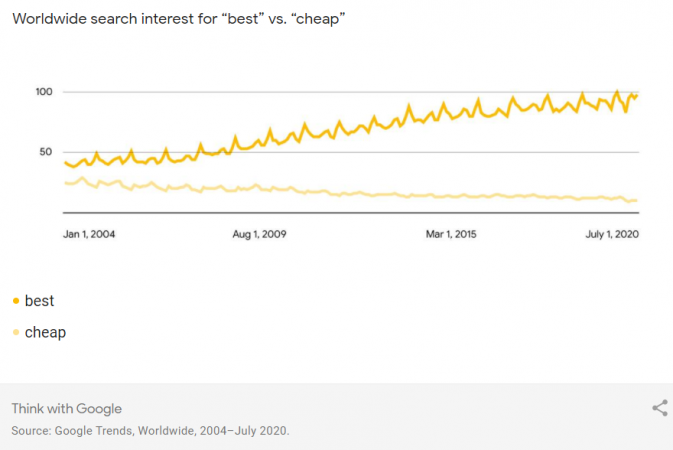 Worldwide search interest for “best” vs. “cheap”
100
50
Jan 1, 2004 Aug 1, 2009 Mar 1, 2015 July 1, 2020
best
cheap
Think with Google
Source: Google Trends, Worldwide, 2004–July 2020.